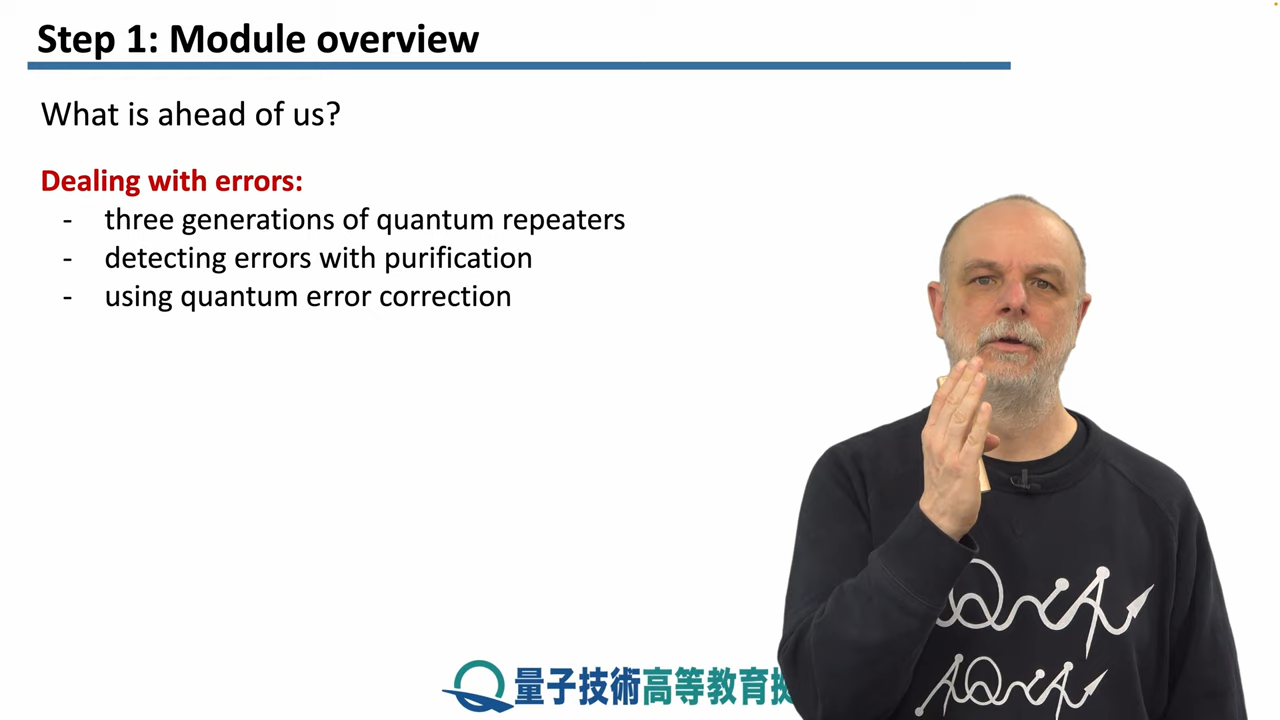 Step 1: Module overview
What is ahead of us?
Dealing with errors:
- three generations of quantum repeaters
- detecting errors with purification
- using quantum error correction
量子技術高等教育